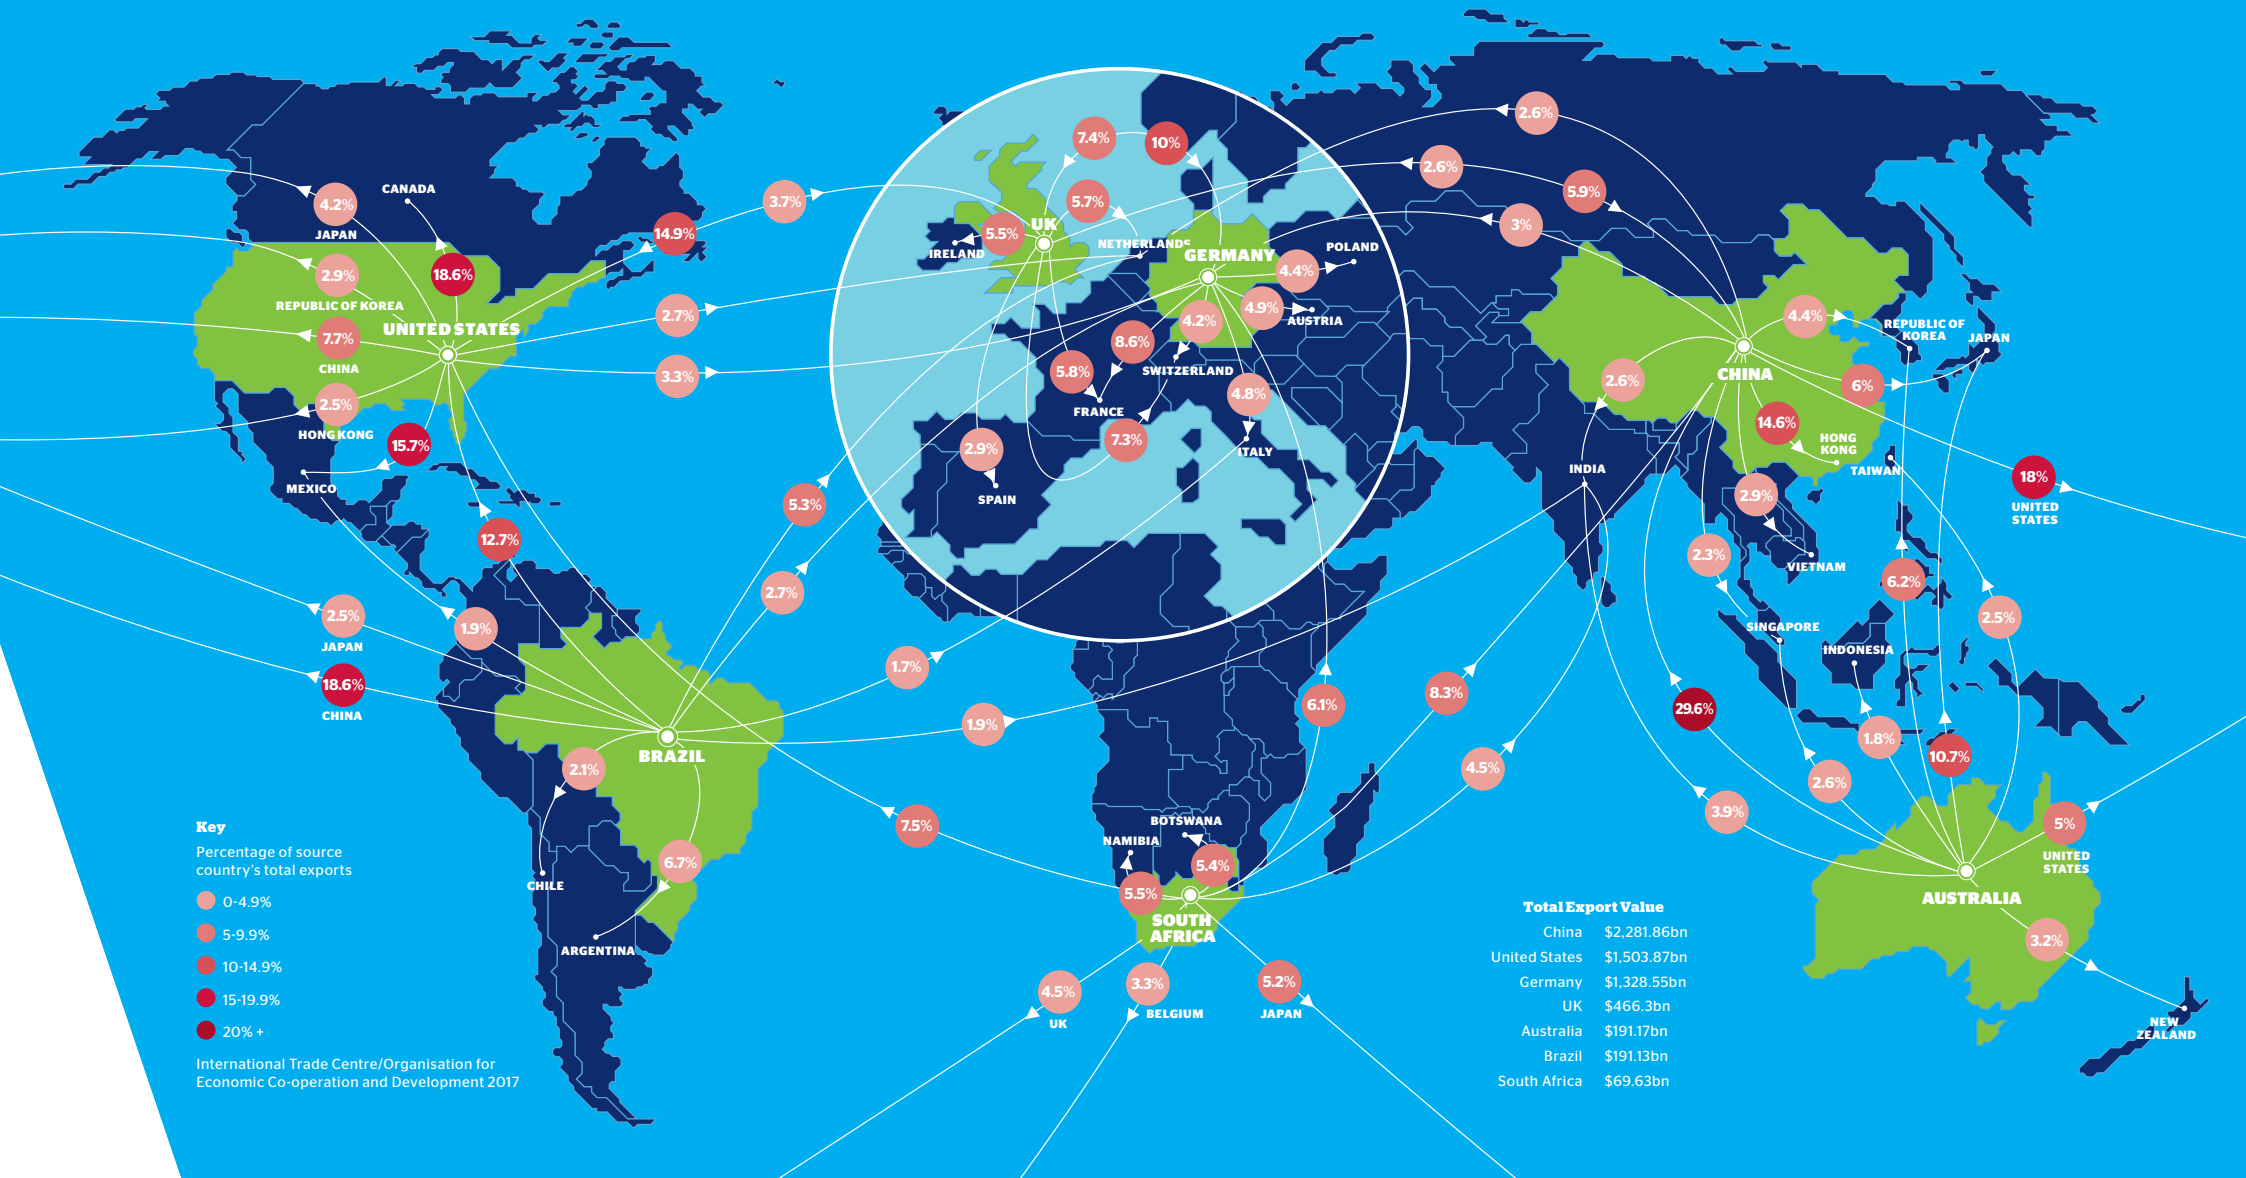 4.2%
JAPAN
CANADA
2.9%
REPUBLIC OF KOREA
18.6%
14.9%
3.7%
UNITED STATES
7.7%
CHINA
2.7%
3.3%
2.5%
HONG KONG
15.7%
MEXICO
12.7%
5.3%
2.7%
2.5%
JAPAN
1.9%
18.6%
CHINA
1.7%
1.9%
BRAZIL
2.1%
6.7%
CHILE
ARGENTINA
7.5%
7.4%
10%
5.7%
UK
5.5%
IRELAND
NETHERLANDS
GERMANY
POLAND
4.4%
4.9%
AUSTRIA
4.2%
8.6%
5.8%
SWITZERLAND
FRANCE
4.8%
7.3%
ITALY
2.9%
SPAIN
2.6%
2.6%
5.9%
3%
4.4%
REPUBLIC OF
KOREA
JAPAN
CHINA
2.6%
6%
14.6%
HONG
KONG
TAIWAN
INDIA
18%
UNITED
STATES
2.9%
VIETNAM
2.3%
6.2%
SINGAPORE
2.5%
INDONESIA
6.1%
8.3%
29.6%
4.5%
1.8%
10.7%
2.6%
3.9%
5%
UNITED
STATES
AUSTRALIA
3.2%
NEW
ZEALAND
BOTSWANA
NAMIBIA
5.4%
5.5%
SOUTH
AFRICA
4.5%
UK
3.3%
BELGIUM
5.2%
JAPAN
Key
Percentage of source
country's total exports
0-4.9%
5-9.9%
10-14.9%
15-19.9%
20% +
International Trade Centre/Organisation for
Economic Co-operation and Development 2017
Total Export Value
China $2,281.86bn
United States $1,503.87bn
Germany $1,328.55bn
UK $466.3bn
Australia $191.17bn
Brazil $191.13bn
South Africa $69.63bn